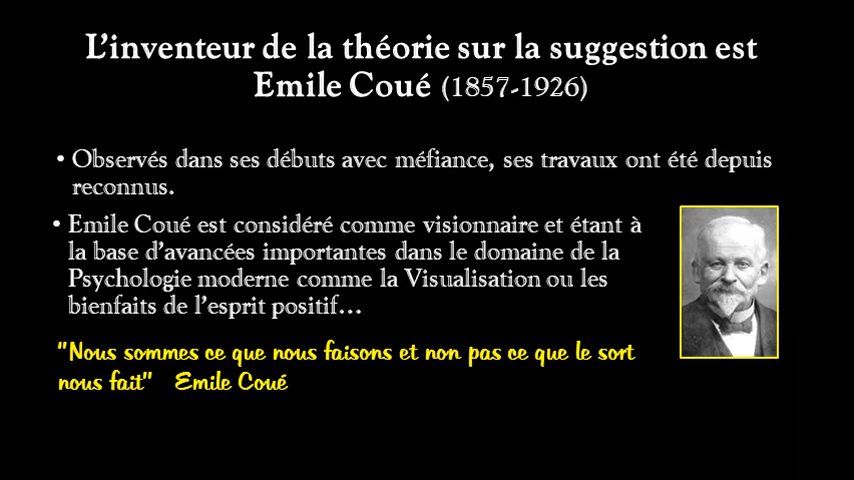 L'inventeur de la théorie sur la suggestion est
Emile Coué (1857-1926)
• Observés dans ses débuts avec méfiance, ses travaux ont été depuis
reconnus.
• Emile Coué est considéré comme visionnaire et étant à
la base d'avancées importantes dans le domaine de la
Psychologie moderne comme la Visualisation ou les
bienfaits de l'esprit positif…
"Nous sommes ce que nous faisons et non pas ce que le sort
nous fait" Emile Coué